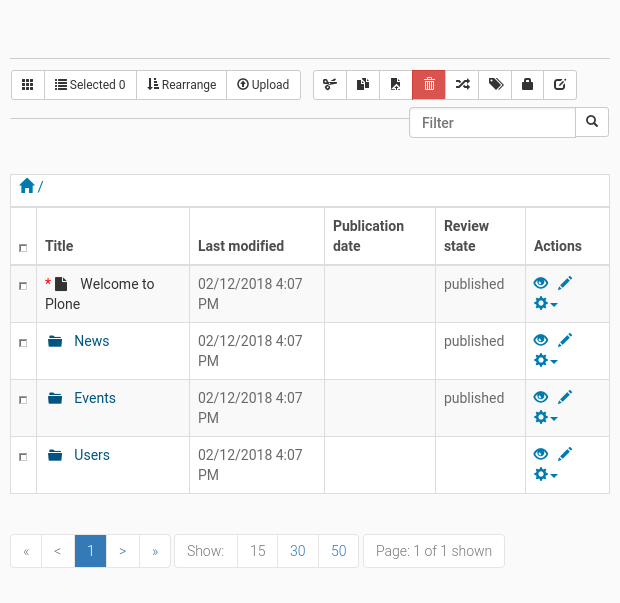 Selected 0 Rearrange Upload
Filter
/
Title Last modified Publication date Review state Actions
* Welcome to Plone 02/12/2018 4:07 PM published
News 02/12/2018 4:07 PM published
Events 02/12/2018 4:07 PM published
Users 02/12/2018 4:07 PM
« < 1 > » Show: 15 30 50 Page: 1 of 1 shown